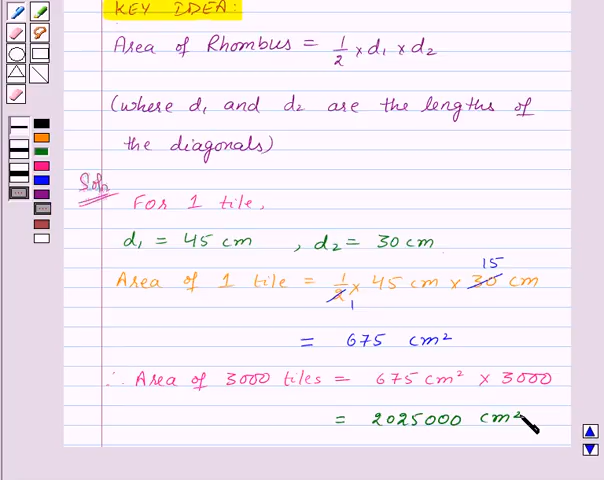 KEY IDEA:
Area of Rhombus = 1/2 × d₁ × d₂
(where d₁ and d₂ are the lengths of
the diagonals)
Soln
For 1 tile,
d₁ = 45 cm , d₂ = 30 cm
15
Area of 1 tile = 1/2 × 45 cm × 30 cm
1
= 675 cm²
∴ Area of 3000 tiles = 675 cm² × 3000
= 2025000 cm²